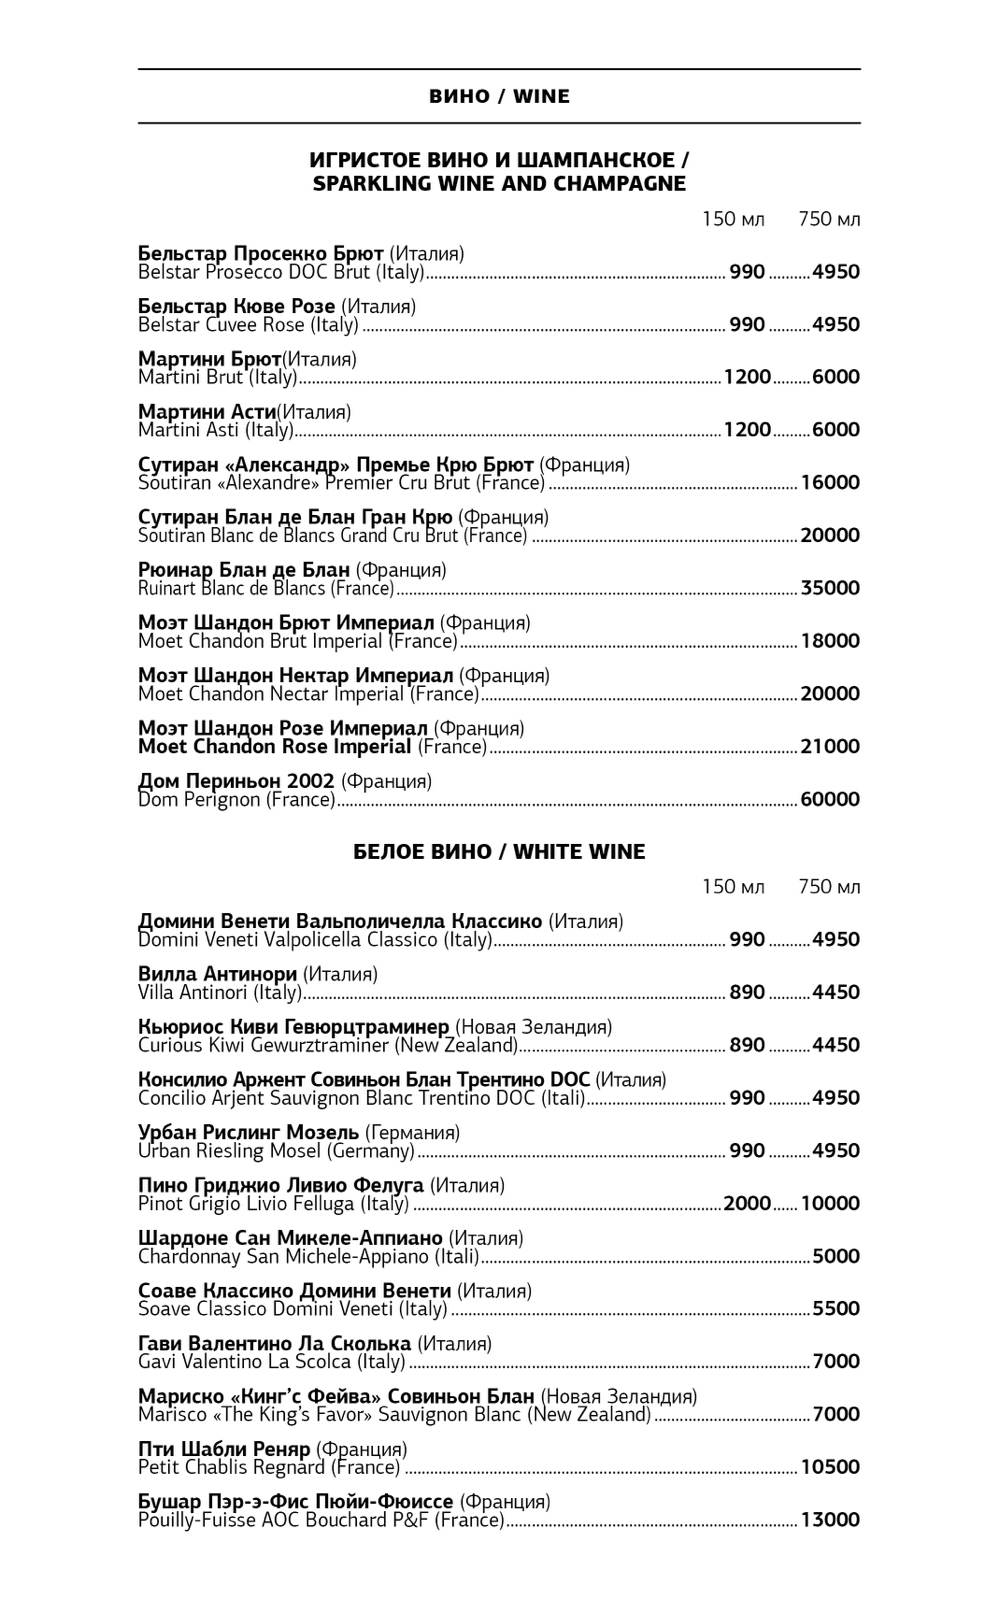 ВИНО / WINE
ИГРИСТОЕ ВИНО И ШАМПАНСКОЕ /
SPARKLING WINE AND CHAMPAGNE
150 мл 750 мл
Бельстар Просекко Брют (Италия)
Belstar Prosecco DOC Brut (Italy)...990...4950
Бельстар Кюве Розе (Италия)
Belstar Cuvee Rose (Italy)...990...4950
Мартини Брют(Италия)
Martini Brut (Italy)...1200...6000
Мартини Асти(Италия)
Martini Asti (Italy)...1200...6000
Сутиран «Александр» Премье Крю Брют (Франция)
Soutiran «Alexandre» Premier Cru Brut (France)...16000
Сутиран Блан де Блан Гран Крю (Франция)
Soutiran Blanc de Blancs Grand Cru Brut (France)...20000
Рюинар Блан де Блан (Франция)
Ruinart Blanc de Blancs (France)...35000
Моэт Шандон Брют Империал (Франция)
Moet Chandon Brut Imperial (France)...18000
Моэт Шандон Нектар Империал (Франция)
Moet Chandon Nectar Imperial (France)...20000
Моэт Шандон Розе Империал (Франция)
Moet Chandon Rose Imperial (France)...21000
Дом Периньон 2002 (Франция)
Dom Perignon (France)...60000
БЕЛОЕ ВИНО / WHITE WINE
150 мл 750 мл
Домини Венети Вальполичелла Классико (Италия)
Domini Veneti Valpolicella Classico (Italy)...990...4950
Вилла Антинори (Италия)
Villa Antinori (Italy)...890...4450
Кьюриос Киви Гевюрцтраминер (Новая Зеландия)
Curious Kiwi Gewurztraminer (New Zealand)...890...4450
Консилио Аржент Совиньон Блан Трентино DOC (Италия)
Concilio Arjent Sauvignon Blanc Trentino DOC (Itali)...990...4950
Урбан Рислинг Мозель (Германия)
Urban Riesling Mosel (Germany)...990...4950
Пино Гриджио Ливио Фелуга (Италия)
Pinot Grigio Livio Felluga (Italy)...2000...10000
Шардоне Сан Микеле-Аппиано (Италия)
Chardonnay San Michele-Appiano (Itali)...5000
Соаве Классико Домини Венети (Италия)
Soave Classico Domini Veneti (Italy)...5500
Гави Валентино Ла Сколька (Италия)
Gavi Valentino La Scolca (Italy)...7000
Мариско «Кинг’с Фейва» Совиньон Блан (Новая Зеландия)
Marisco «The King’s Favor» Sauvignon Blanc (New Zealand)...7000
Пти Шабли Реняр (Франция)
Petit Chablis Regnard (France)...10500
Бушар Пэр-э-Фис Пюйи-Фюиссе (Франция)
Pouilly-Fuisse AOC Bouchard P&F (France)...13000